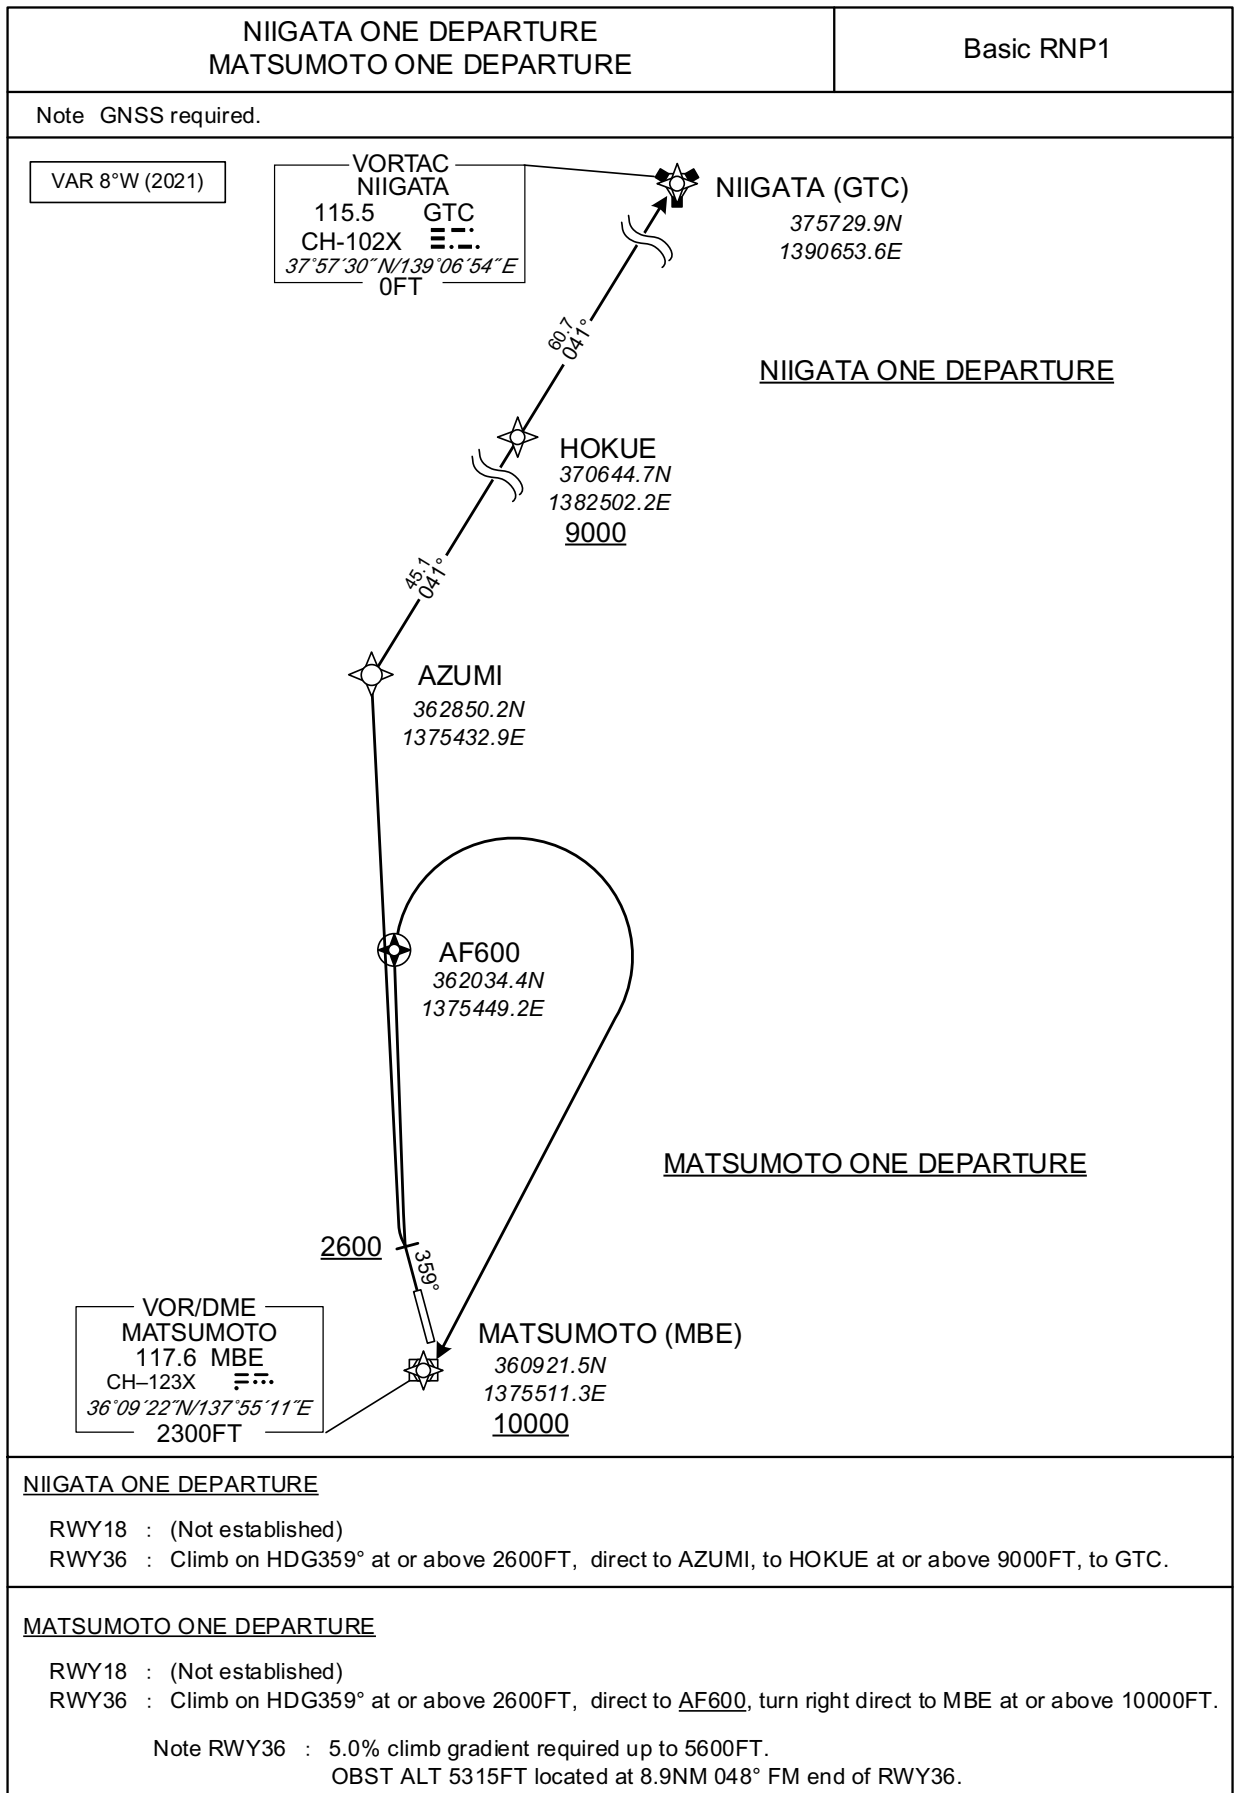 NIIGATA ONE DEPARTURE
MATSUMOTO ONE DEPARTURE
Basic RNP1
Note GNSS required.
VAR 8°W (2021)
VORTAC
NIIGATA
115.5 GTC
CH-102X
37°57´30˝N/139°06´54˝E
0FT
NIIGATA (GTC)
375729.9N
1390653.6E
60.7
041°
NIIGATA ONE DEPARTURE
HOKUE
370644.7N
1382502.2E
9000
45.1
041°
AZUMI
362850.2N
1375432.9E
AF600
362034.4N
1375449.2E
MATSUMOTO ONE DEPARTURE
2600
359°
VOR/DME
MATSUMOTO
117.6 MBE
CH–123X
36°09´22˝N/137°55´11˝E
2300FT
MATSUMOTO (MBE)
360921.5N
1375511.3E
10000
NIIGATA ONE DEPARTURE
RWY18 : (Not established)
RWY36 : Climb on HDG359° at or above 2600FT, direct to AZUMI, to HOKUE at or above 9000FT, to GTC.
MATSUMOTO ONE DEPARTURE
RWY18 : (Not established)
RWY36 : Climb on HDG359° at or above 2600FT, direct to AF600, turn right direct to MBE at or above 10000FT.
Note RWY36 : 5.0% climb gradient required up to 5600FT.
OBST ALT 5315FT located at 8.9NM 048° FM end of RWY36.